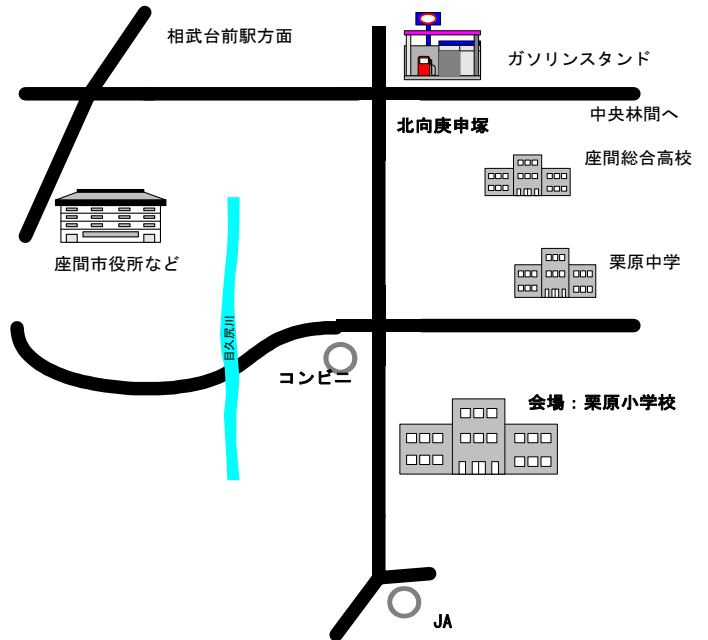 相武台前駅方面
ガソリンスタンド
中央林間へ
北向庚申塚
座間総合高校
座間市役所など
栗原中学
目久尻川
コンビニ
会場：栗原小学校
JA